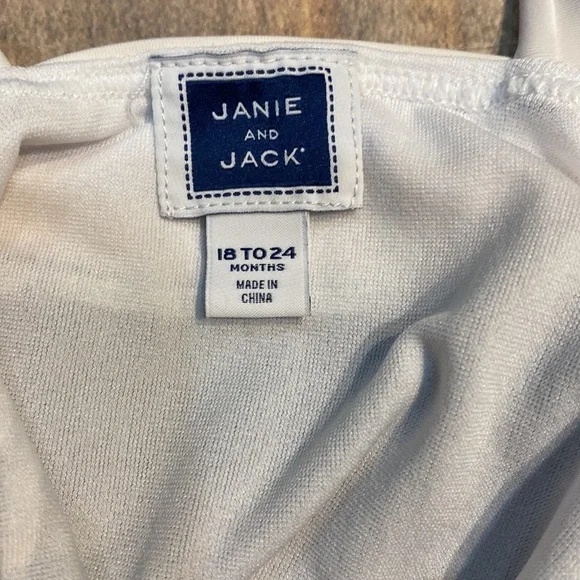 JANIE
AND
JACK
18 TO 24
MONTHS
MADE IN
CHINA